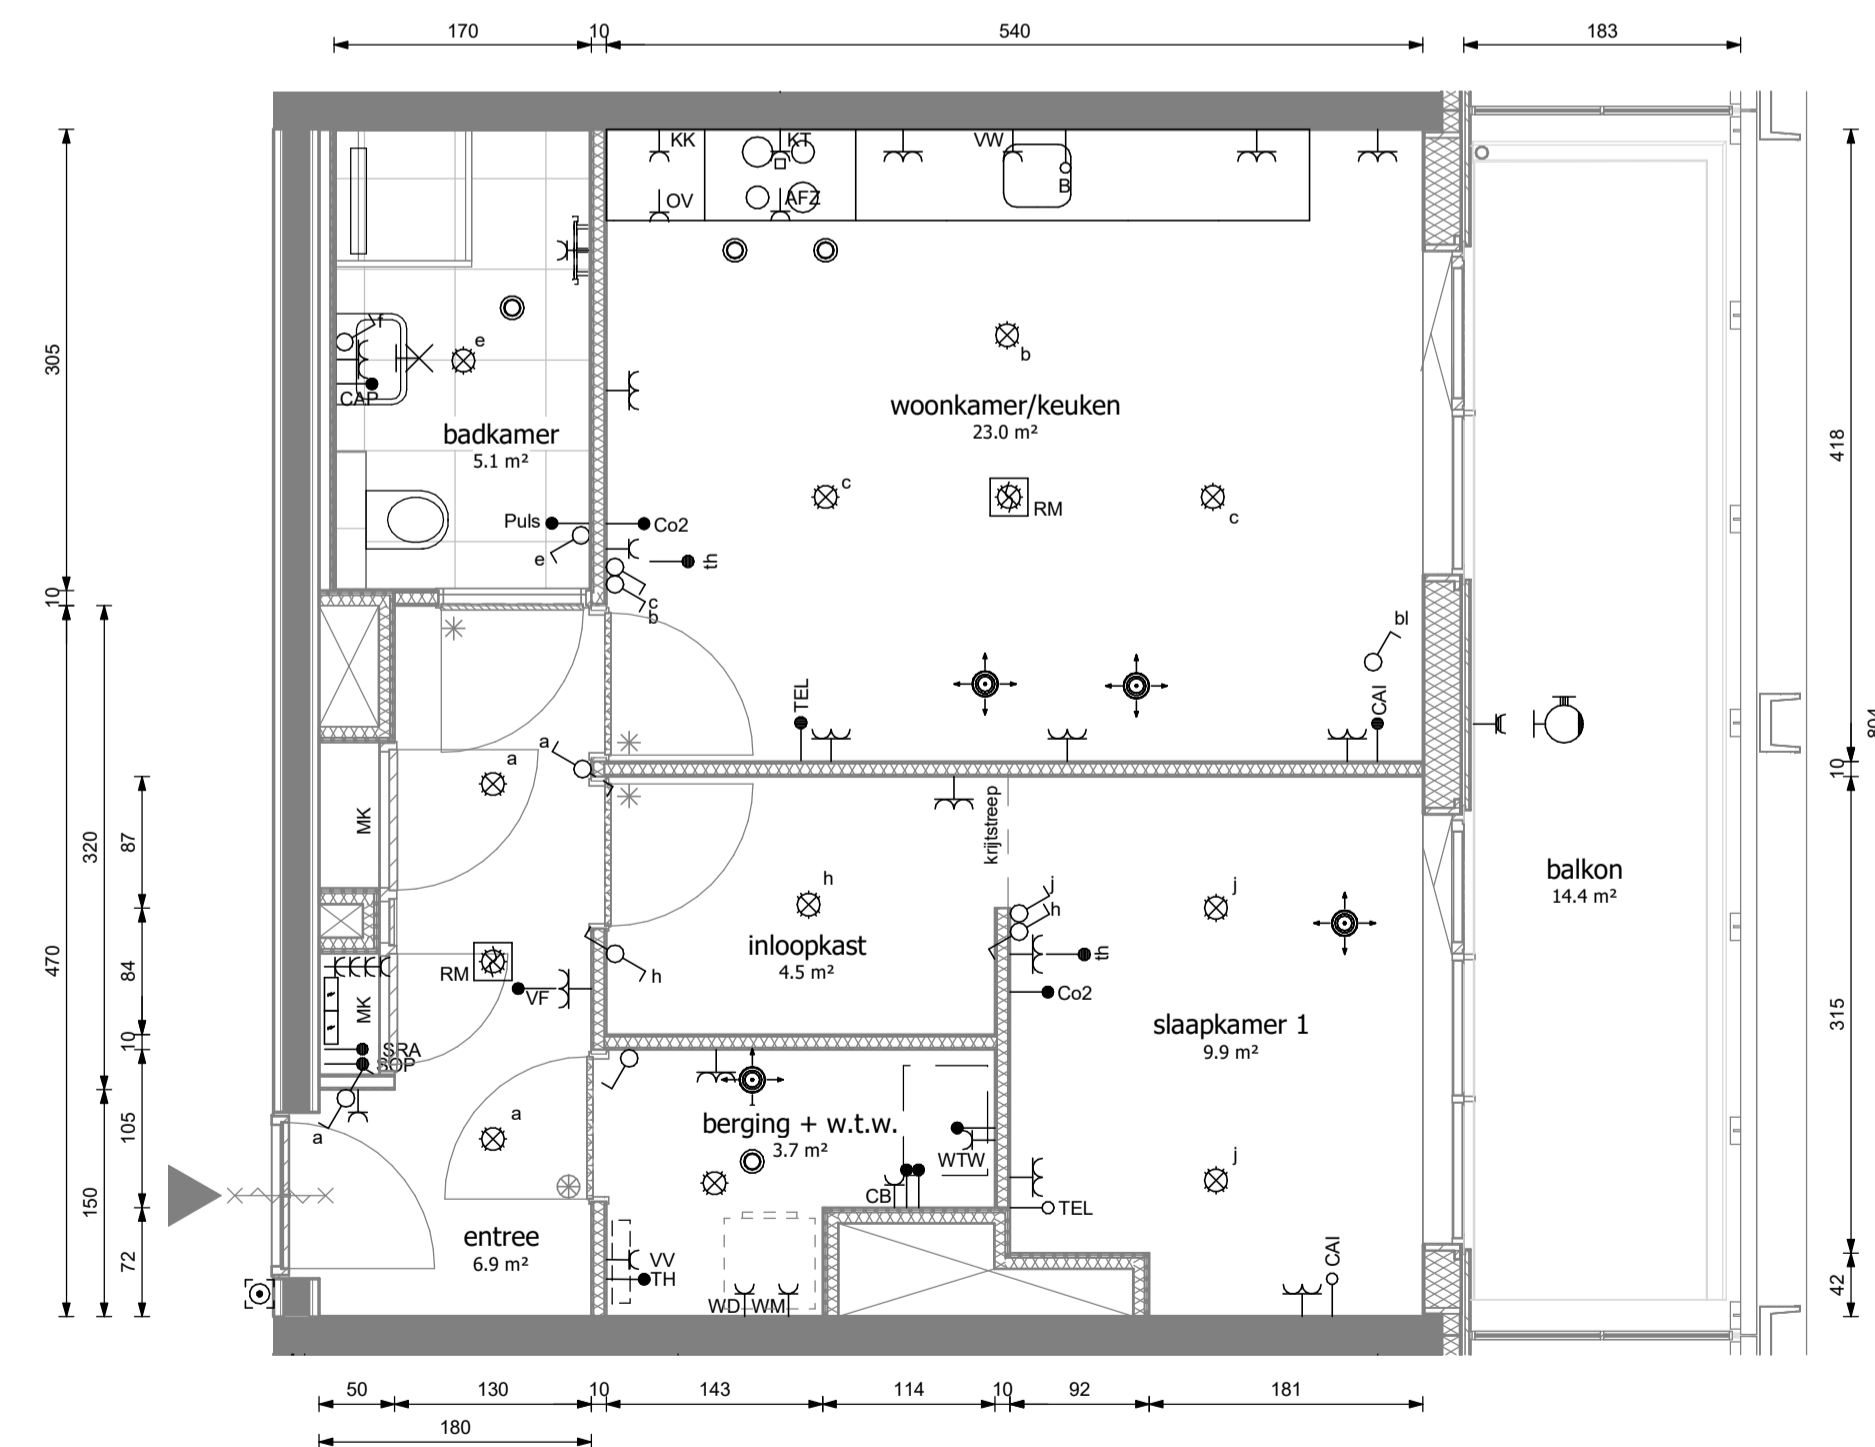 170
10
540
183
KK
KT
VW
OV
AFZ
B
f
e
CAP
b
305
badkamer
5.1 m²
woonkamer/keuken
23.0 m²
418
c
RM
c
Puls
Co2
e
th
c
b
10
bl
TEL
CAI
804
a
a
10
MK
krijtstreep
320
87
h
j
j
h
balkon
14.4 m²
inloopkast
4.5 m²
470
84
RM
VF
h
th
Co2
MK
slaapkamer 1
9.9 m²
315
10
SRA
SOP
a
105
a
berging + w.t.w.
3.7 m²
WTW
j
CB
TEL
150
entree
6.9 m²
72
VV
TH
CAI
42
WD
WM
50
130
10
143
114
10
92
181
180